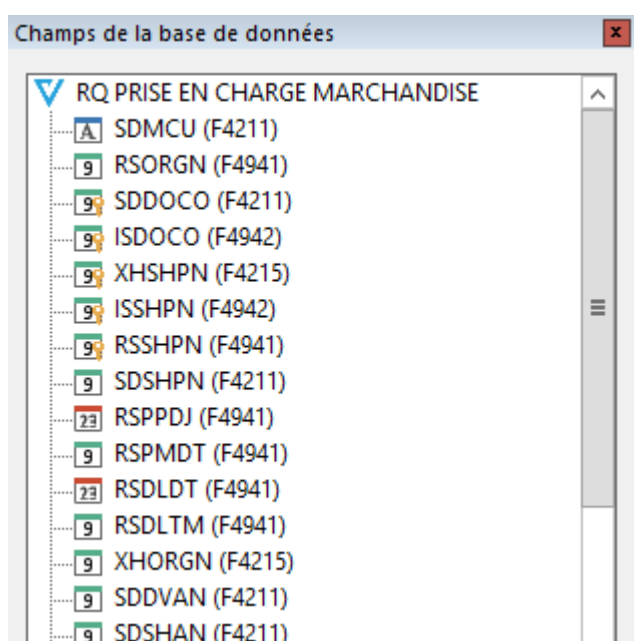 Champs de la base de données
RQ PRISE EN CHARGE MARCHANDISE
SDMCU (F4211)
RSORGN (F4941)
SDDOCO (F4211)
ISDOCO (F4942)
XHSHPN (F4215)
ISSHPN (F4942)
RSSHPN (F4941)
SDSHPN (F4211)
RSPPDJ (F4941)
RSPMDT (F4941)
RSDLDT (F4941)
RSDLTM (F4941)
XHORGN (F4215)
SDDVAN (F4211)
SDSHAN (F4211)